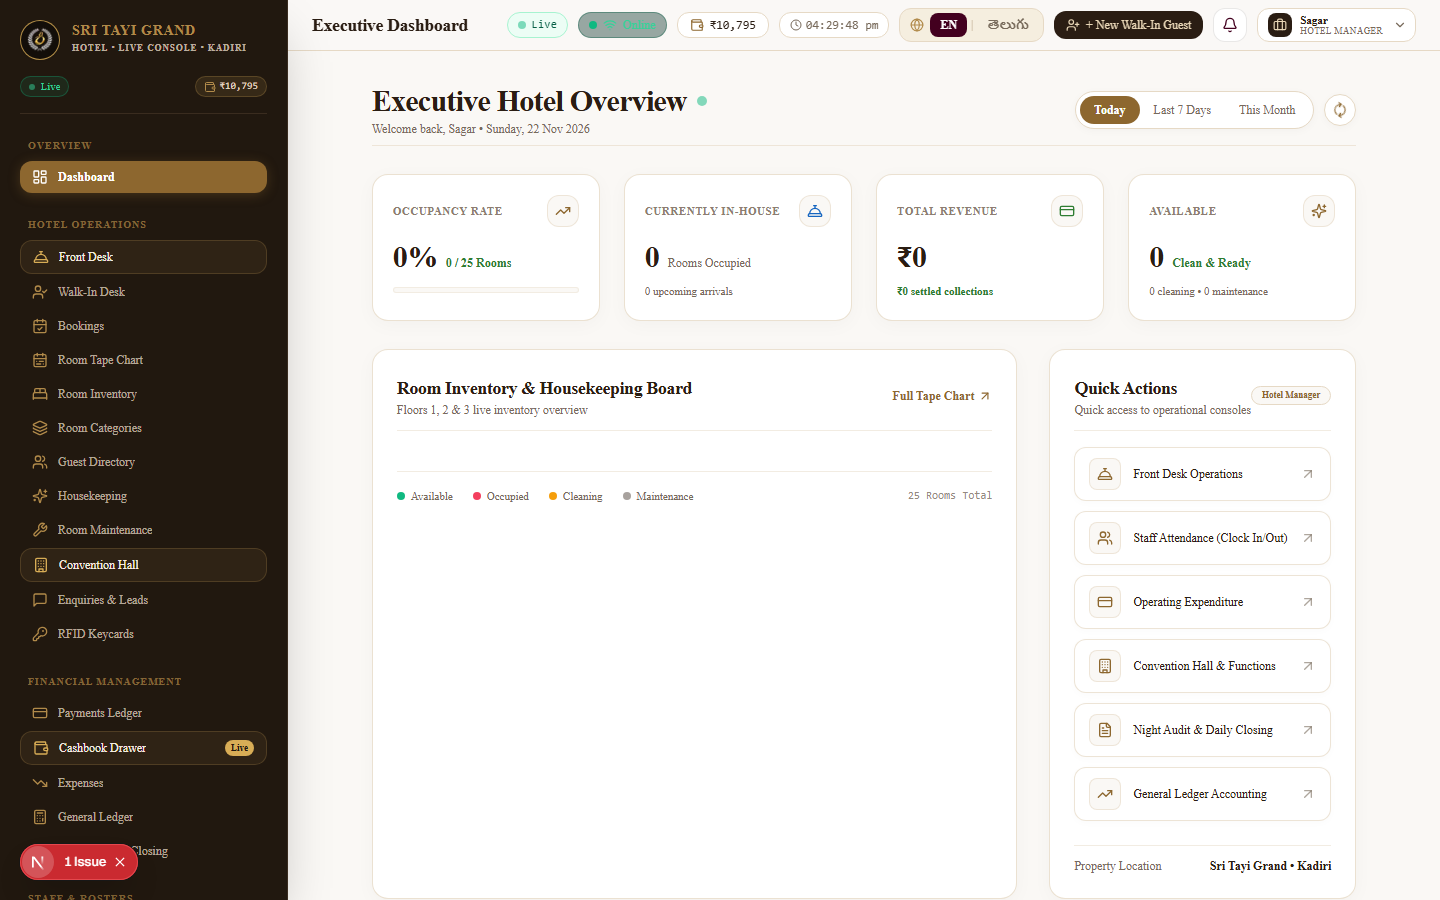 SRI TAYI GRAND
HOTEL • LIVE CONSOLE • KADIRI
Live
₹10,795
OVERVIEW
Dashboard
HOTEL OPERATIONS
Front Desk
Walk-In Desk
Bookings
Room Tape Chart
Room Inventory
Room Categories
Guest Directory
Housekeeping
Room Maintenance
Convention Hall
Enquiries & Leads
RFID Keycards
FINANCIAL MANAGEMENT
Payments Ledger
Cashbook Drawer
Live
Expenses
General Ledger
Closing
1 Issue
STAFF & ROSTERS
Executive Dashboard
Live
Online
₹10,795
04:29:48 pm
EN
తెలుగు
+ New Walk-In Guest
Sagar
HOTEL MANAGER
Executive Hotel Overview
Welcome back, Sagar • Sunday, 22 Nov 2026
Today
Last 7 Days
This Month
OCCUPANCY RATE
0% 0 / 25 Rooms
CURRENTLY IN-HOUSE
0 Rooms Occupied
0 upcoming arrivals
TOTAL REVENUE
₹0
₹0 settled collections
AVAILABLE
0 Clean & Ready
0 cleaning • 0 maintenance
Room Inventory & Housekeeping Board
Floors 1, 2 & 3 live inventory overview
Full Tape Chart
Available
Occupied
Cleaning
Maintenance
25 Rooms Total
Quick Actions
Quick access to operational consoles
Hotel Manager
Front Desk Operations
Staff Attendance (Clock In/Out)
Operating Expenditure
Convention Hall & Functions
Night Audit & Daily Closing
General Ledger Accounting
Property Location
Sri Tayi Grand • Kadiri